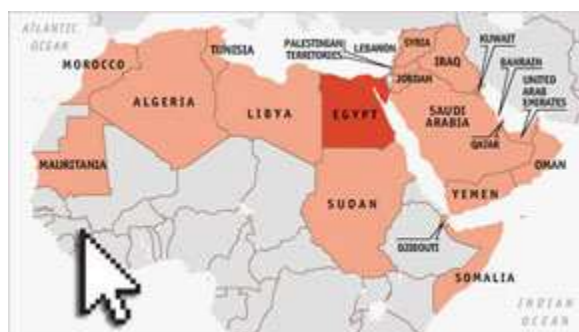 ATLANTIC
OCEAN
MOROCCO
TUNISIA
ALGERIA
LIBYA
EGYPT
PALESTINIAN
TERRITORIES
LEBANON
SYRIA
IRAQ
JORDAN
KUWAIT
BAHRAIN
UNITED
ARAB
EMIRATES
SAUDI
ARABIA
QATAR
OMAN
YEMEN
MAURITANIA
SUDAN
DJIBOUTI
SOMALIA
INDIAN
OCEAN